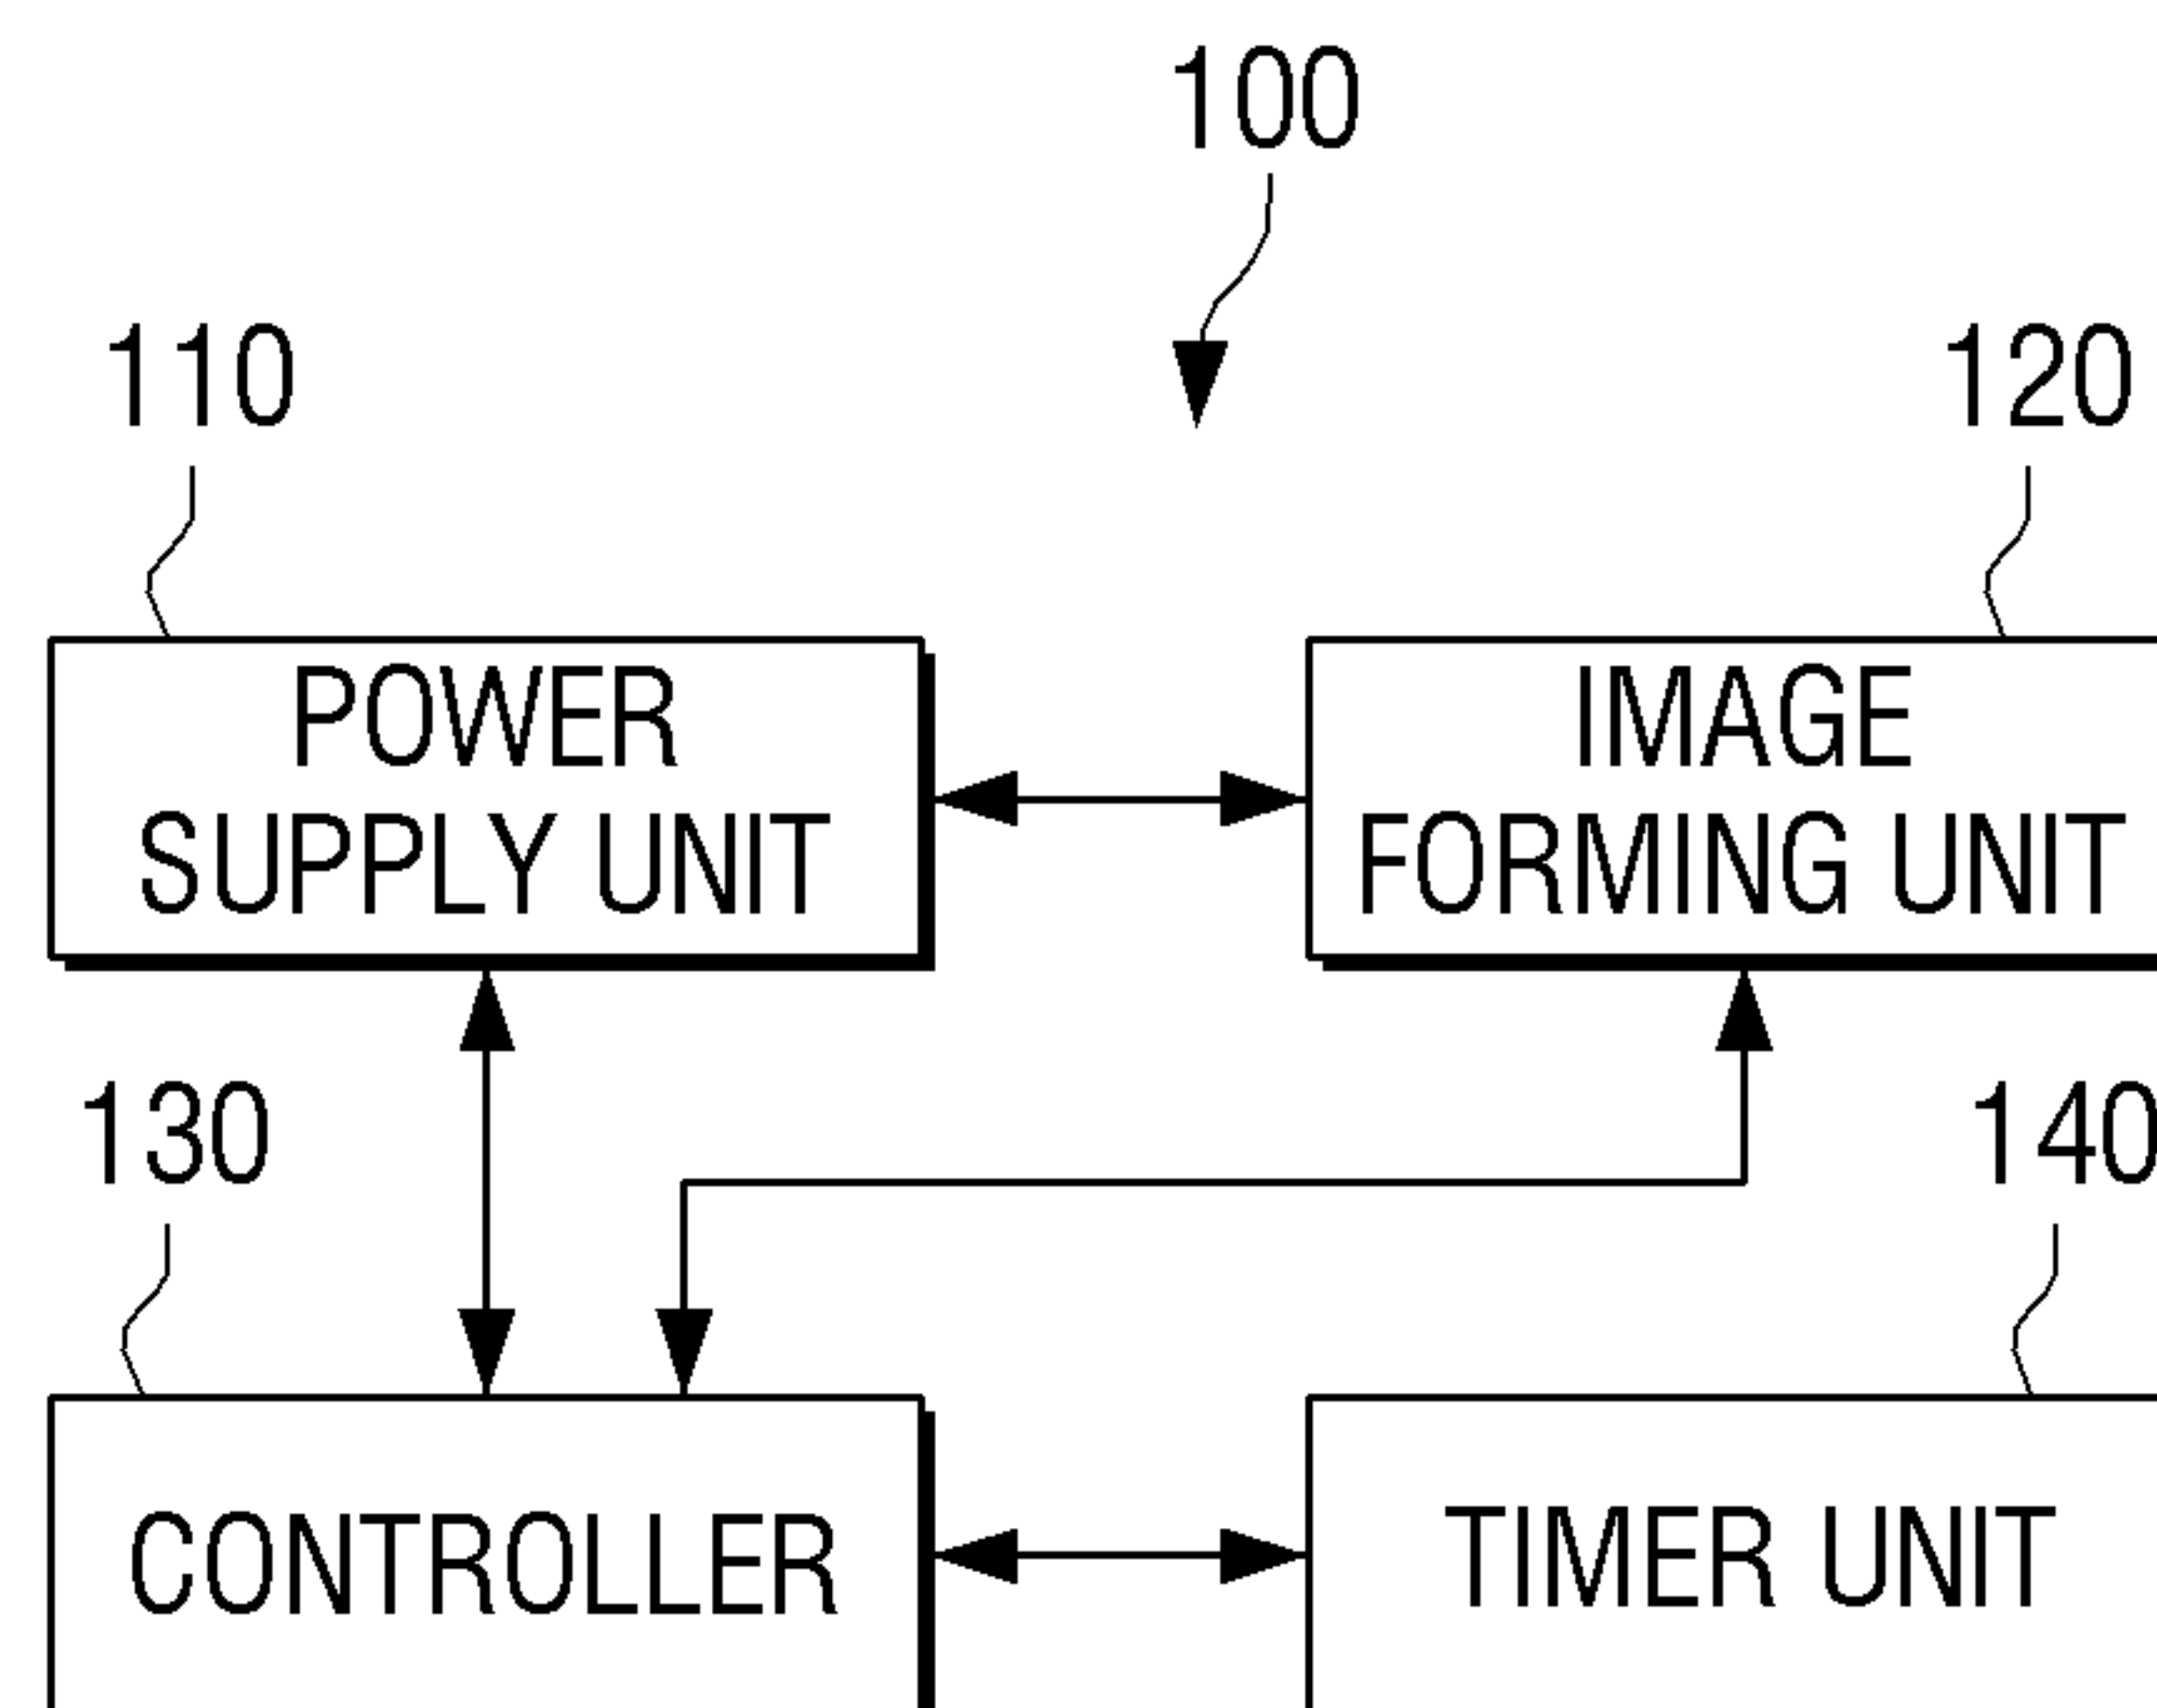 100
110
120
POWER
SUPPLY UNIT
IMAGE
FORMING UNIT
130
140
CONTROLLER
TIMER UNIT